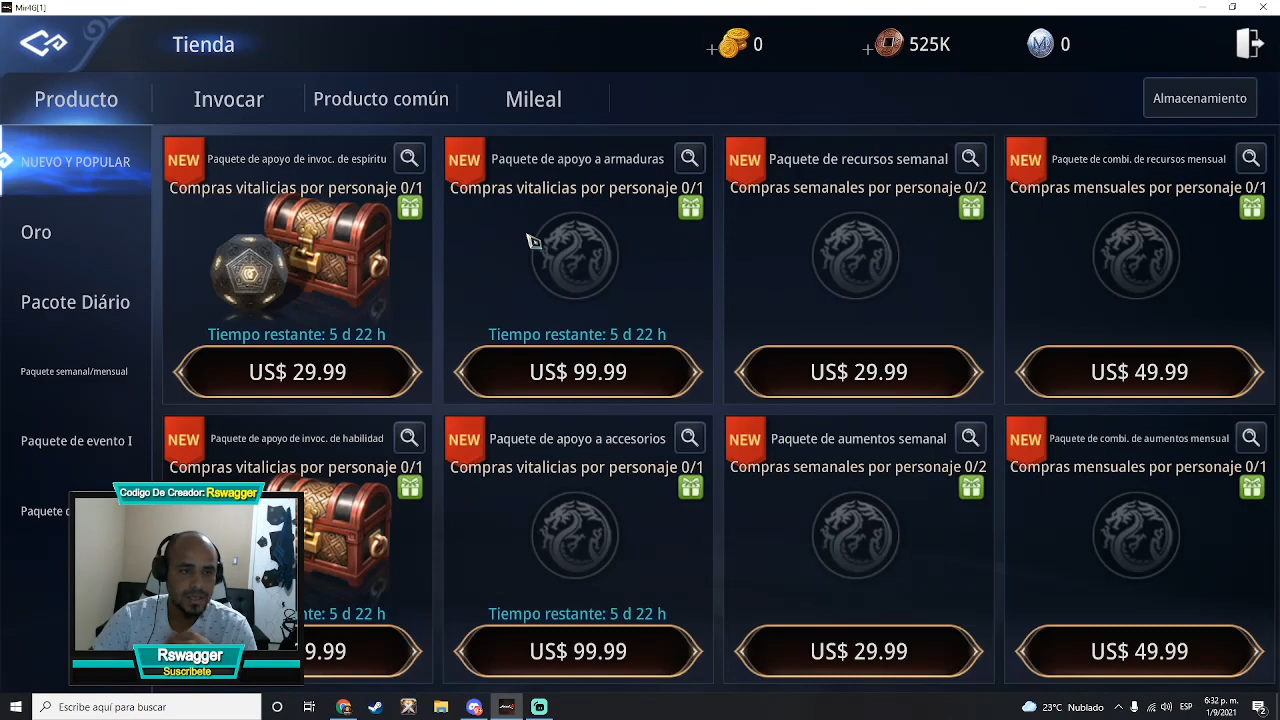 Mir4G[1]
Tienda
0
525K
0
Producto
Invocar
Producto común
Mileal
Almacenamiento
NUEVO Y POPULAR
Oro
Pacote Diário
Paquete semanal/mensual
Paquete de evento I
Paquete d
NEW
Paquete de apoyo de invoc. de espíritu
Compras vitalicias por personaje 0/1
Tiempo restante: 5 d 22 h
US$ 29.99
NEW
Paquete de apoyo a armaduras
Compras vitalicias por personaje 0/1
Tiempo restante: 5 d 22 h
US$ 99.99
NEW
Paquete de recursos semanal
Compras semanales por personaje 0/2
US$ 29.99
NEW
Paquete de combi. de recursos mensual
Compras mensuales por personaje 0/1
US$ 49.99
NEW
Paquete de apoyo de invoc. de habilidad
Compras vitalicias por personaje 0/1
nte: 5 d 22 h
9.99
NEW
Paquete de apoyo a accesorios
Compras vitalicias por personaje 0/1
Tiempo restante: 5 d 22 h
US$ 99.99
NEW
Paquete de aumentos semanal
Compras semanales por personaje 0/2
US$ 29.99
NEW
Paquete de combi. de aumentos mensual
Compras mensuales por personaje 0/1
US$ 49.99
Codigo De Creador: Rswagger
Rswagger
Suscribete
Escribe aquí para buscar
23°C Nublado
ESP
6:32 p. m.
1/9/2021